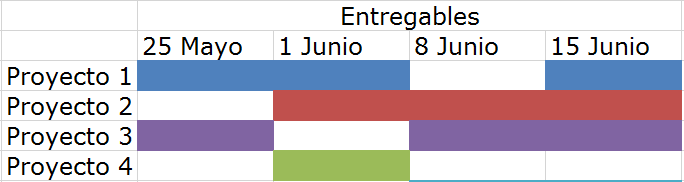 Entregables
25 Mayo 1 Junio 8 Junio 15 Junio
Proyecto 1
Proyecto 2
Proyecto 3
Proyecto 4